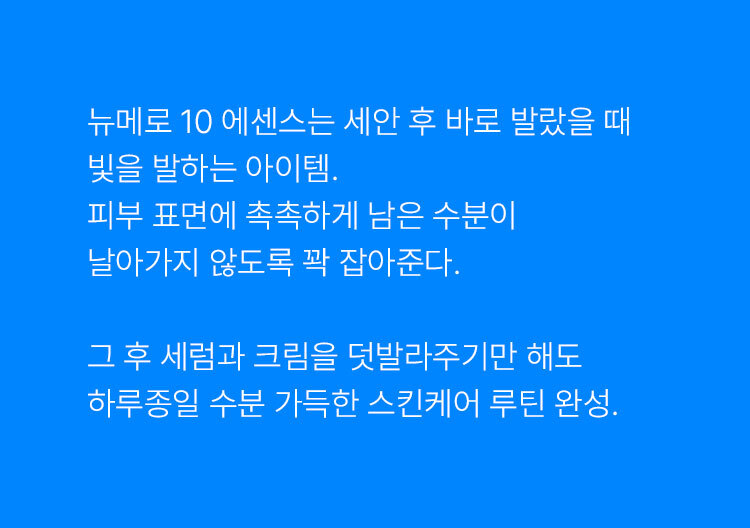 뉴메로 10 에센스는 세안 후 바로 발랐을 때
빛을 발하는 아이템.
피부 표면에 촉촉하게 남은 수분이
날아가지 않도록 꽉 잡아준다.
그 후 세럼과 크림을 덧발라주기만 해도
하루종일 수분 가득한 스킨케어 루틴 완성.